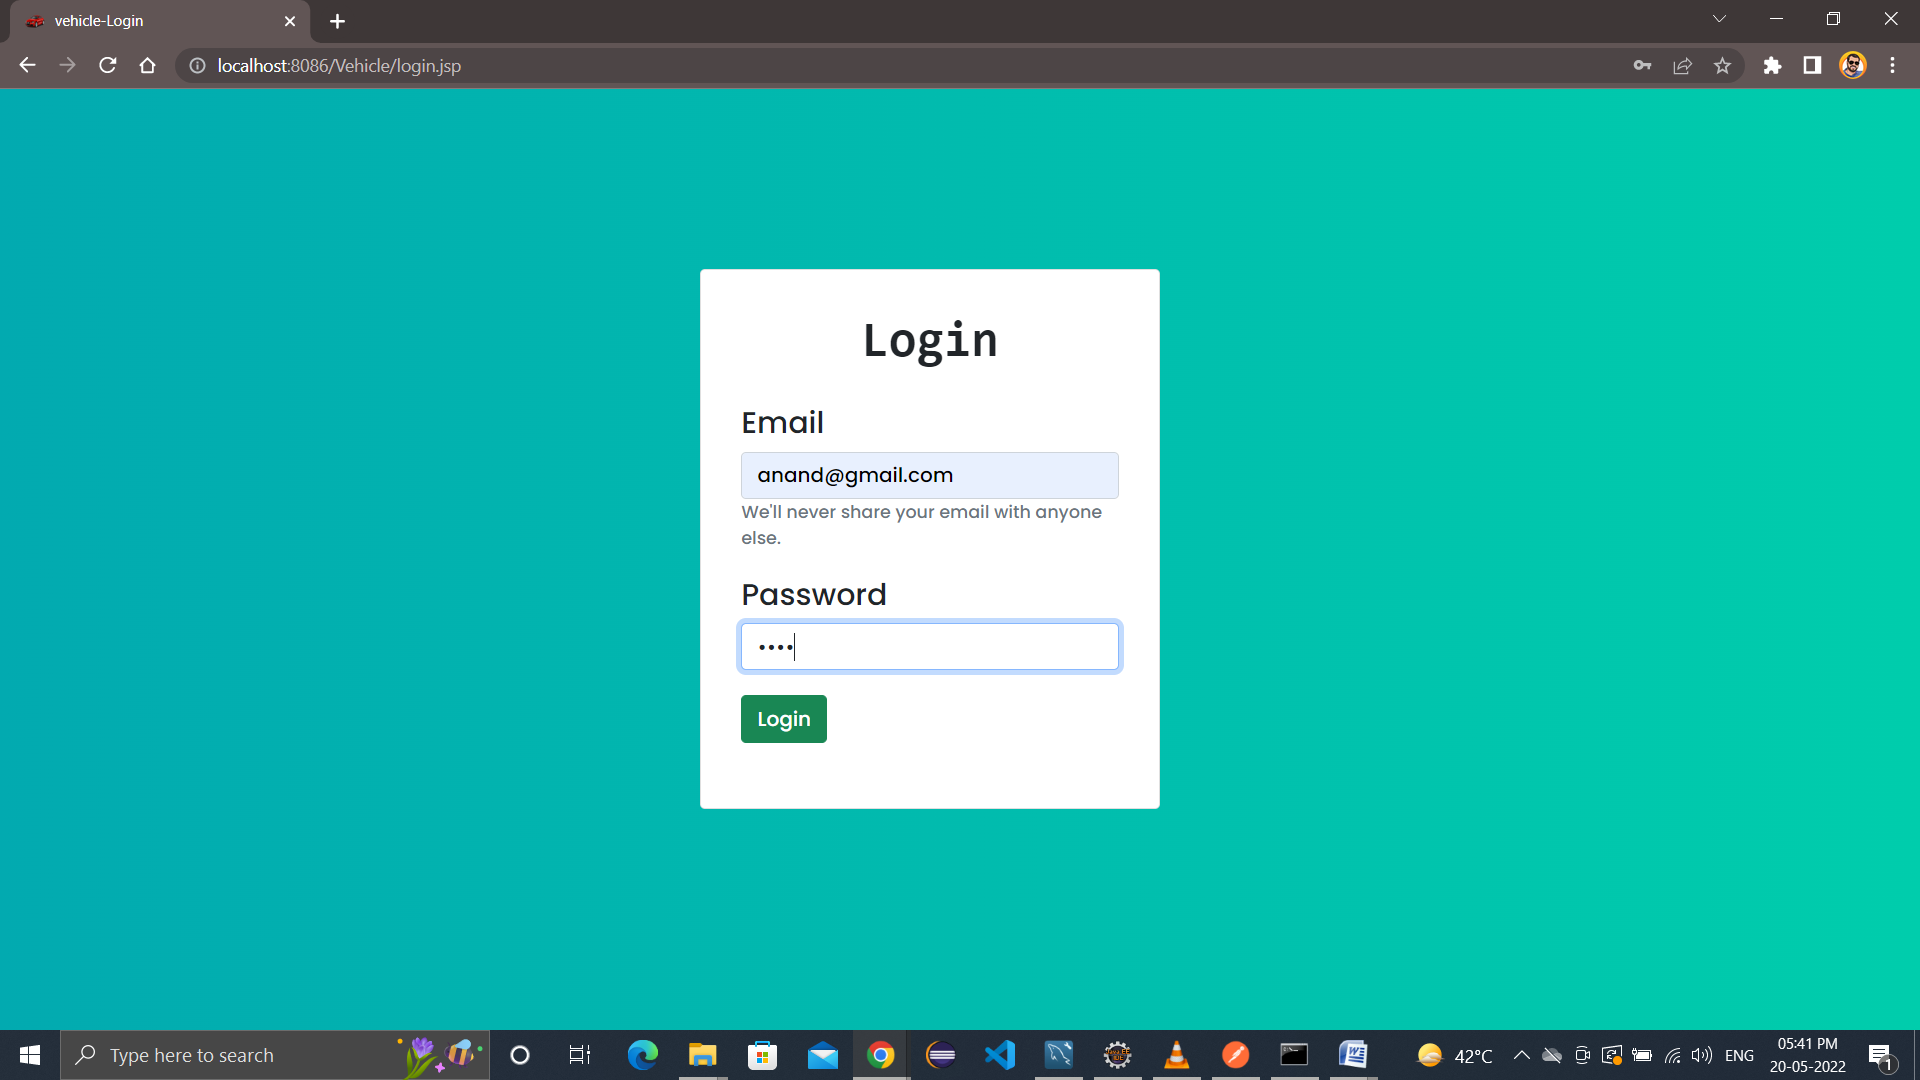 vehicle-Login
localhost:8086/Vehicle/login.jsp
Login
Email
anand@gmail.com
We'll never share your email with anyone
else.
Password
••••
Login
Type here to search
42°C
ENG
05:41 PM
20-05-2022
1